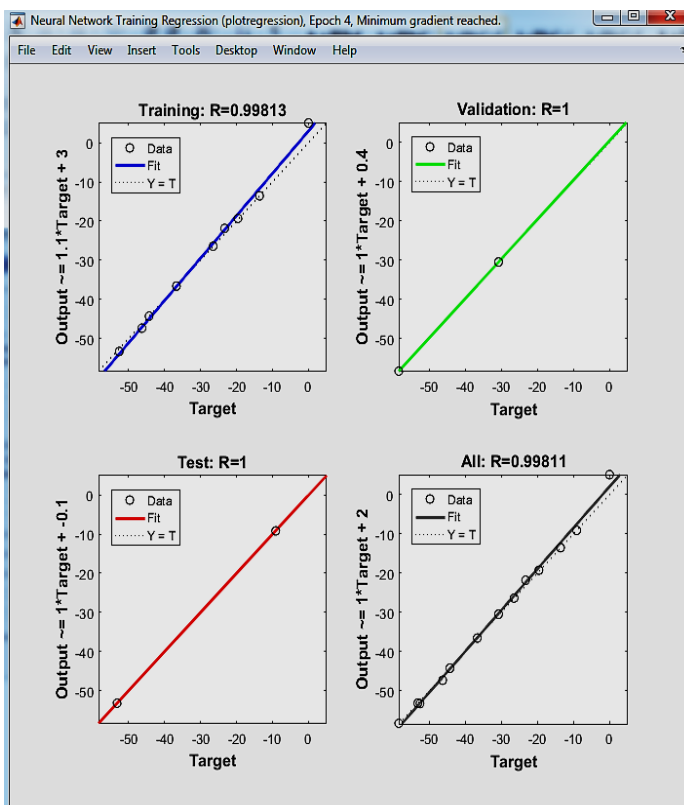 Neural Network Training Regression (plotregression), Epoch 4, Minimum gradient reached.
File Edit View Insert Tools Desktop Window Help
Training: R=0.99813
Output ~= 1.1*Target + 3
Data
Fit
Y = T
0
-10
-20
-30
-40
-50
-50 -40 -30 -20 -10 0
Target
Validation: R=1
Output ~= 1*Target + 0.4
Data
Fit
Y = T
0
-10
-20
-30
-40
-50
-50 -40 -30 -20 -10 0
Target
Test: R=1
Output ~= 1*Target + -0.1
Data
Fit
Y = T
0
-10
-20
-30
-40
-50
-50 -40 -30 -20 -10 0
Target
All: R=0.99811
Output ~= 1*Target + 2
Data
Fit
Y = T
0
-10
-20
-30
-40
-50
-50 -40 -30 -20 -10 0
Target